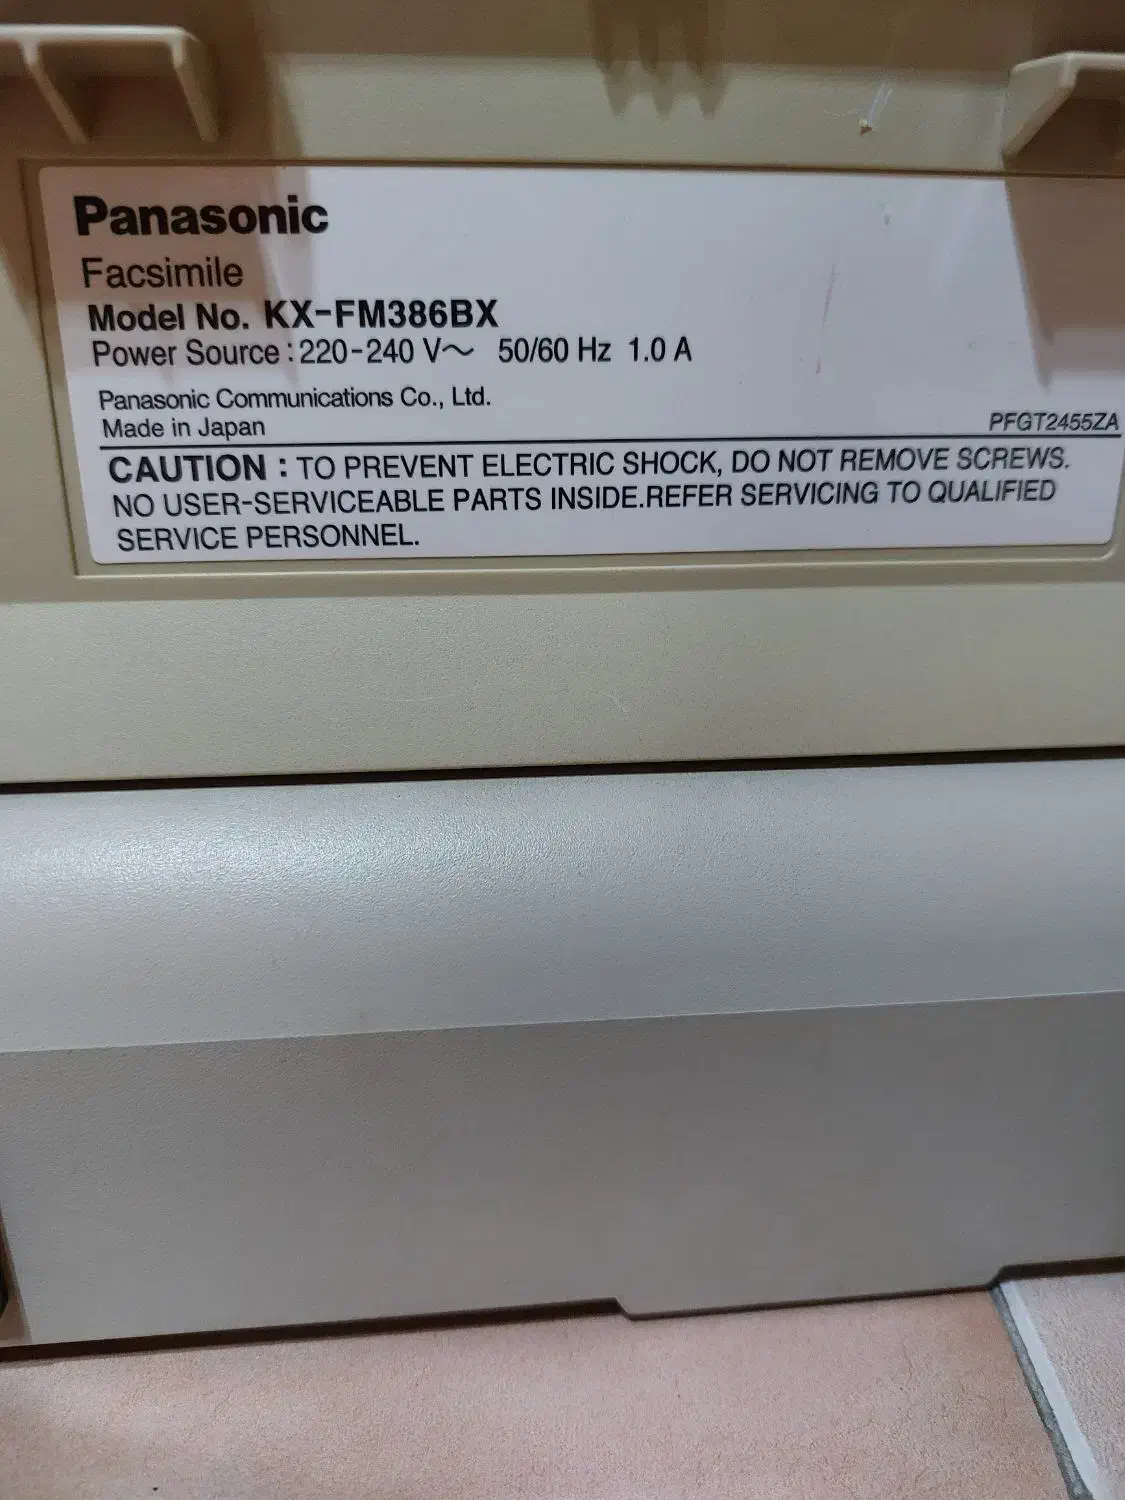 Panasonic
Facsimile
Model No. KX-FM386BX
Power Source : 220-240 V~ 50/60 Hz 1.0 A
Panasonic Communications Co., Ltd.
Made in Japan
PFGT2455ZA
CAUTION : TO PREVENT ELECTRIC SHOCK, DO NOT REMOVE SCREWS.
NO USER-SERVICEABLE PARTS INSIDE.REFER SERVICING TO QUALIFIED
SERVICE PERSONNEL.